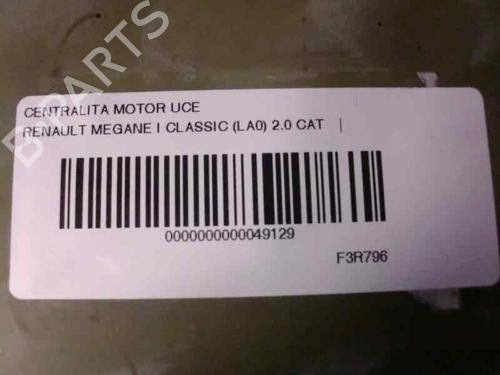 CENTRALITA MOTOR UCE
RENAULT MEGANE I CLASSIC (LA0) 2.0 CAT |
0000000000049129
F3R796
B-PARTS